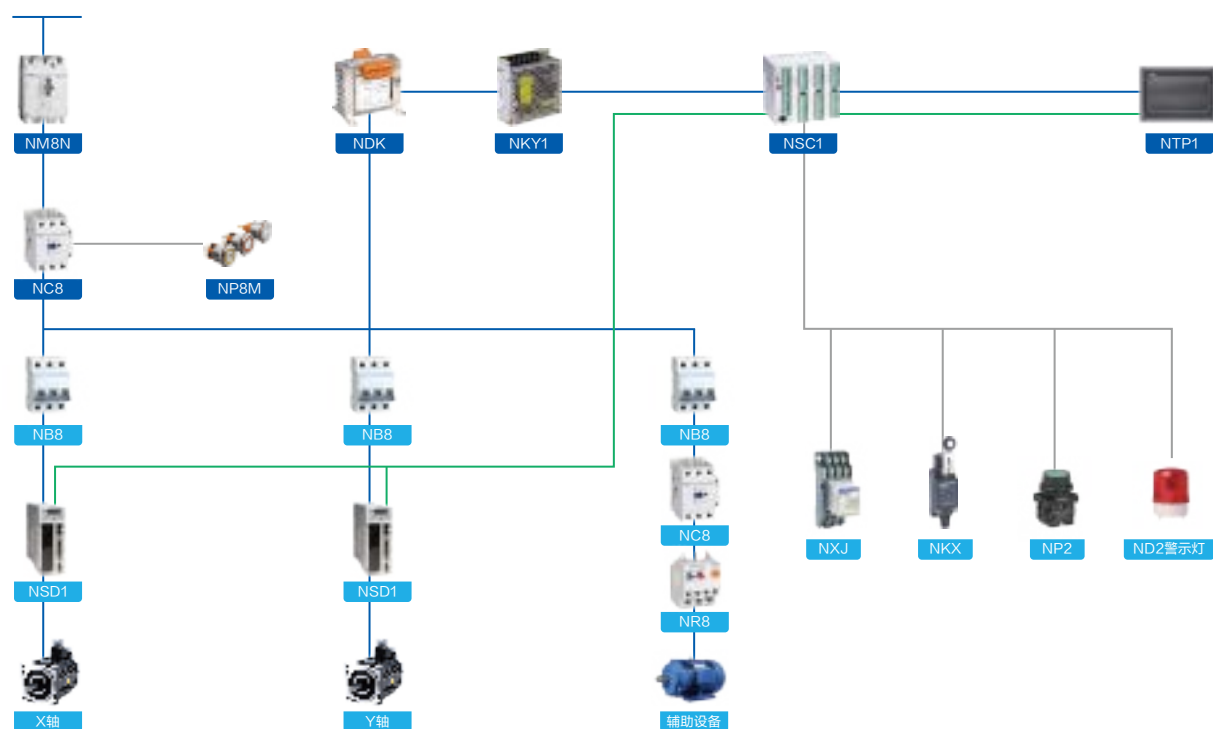 NM8N
NDK
NKY1
NSC1
NTP1
NC8
NP8M
NB8
NB8
NB8
NC8
NXJ
NKX
NP2
ND2警示灯
NSD1
NSD1
NR8
X轴
Y轴
辅助设备